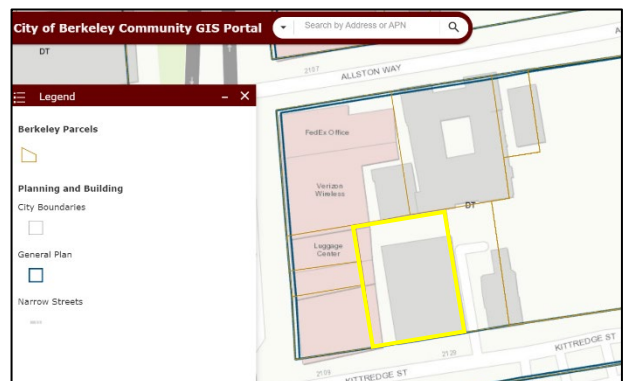 City of Berkeley Community GIS Portal
Search by Address or APN
DT
2157
ALLSTON WAY
A
Legend
FedEx Office
Berkeley Parcels
Verizon
Wireless
Planning and Building
City Boundaries
DT
Luggage
Center
General Plan
Narrow Streets
2109
KITTREDGE ST
KITTREDGE ST